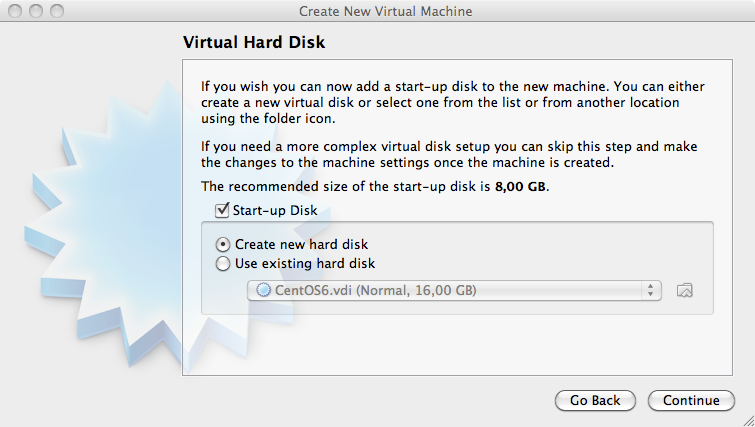 Create New Virtual Machine
Virtual Hard Disk
If you wish you can now add a start-up disk to the new machine. You can either
create a new virtual disk or select one from the list or from another location
using the folder icon.
If you need a more complex virtual disk setup you can skip this step and make
the changes to the machine settings once the machine is created.
The recommended size of the start-up disk is 8,00 GB.
Start-up Disk
Create new hard disk
Use existing hard disk
CentOS6.vdi (Normal, 16,00 GB)
Go Back
Continue